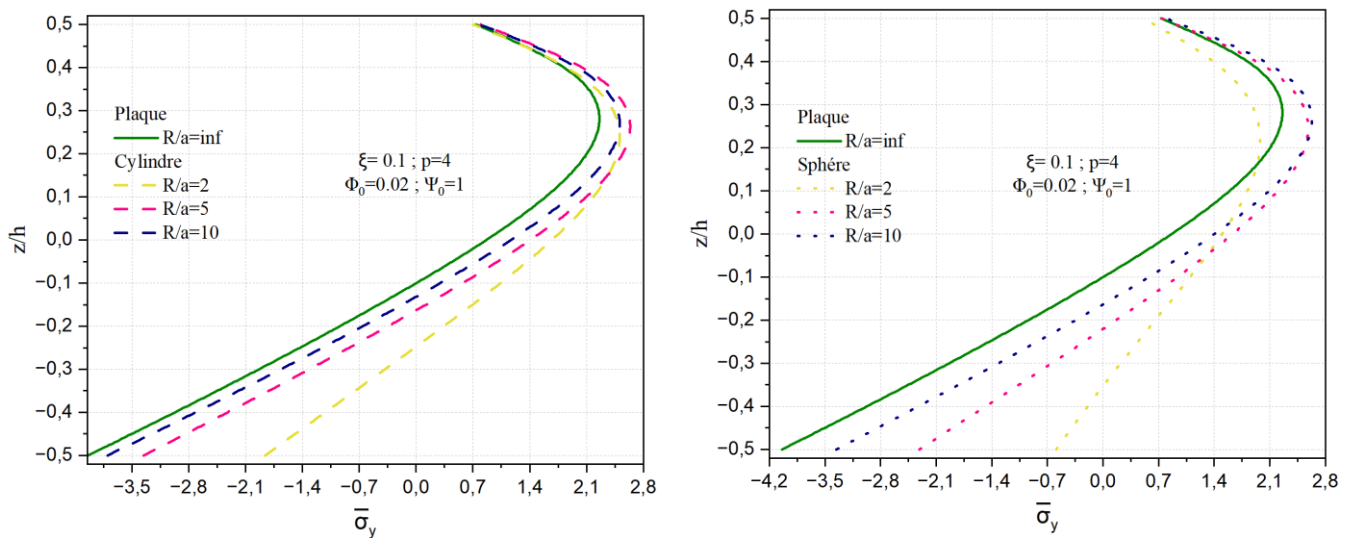 0,5
0,4
0,3
0,2
0,1
0,0
−0,1
−0,2
−0,3
−0,4
−0,5
z/h
Plaque
R/a=inf
Cylindre
R/a=2
R/a=5
R/a=10
ξ= 0.1 ; p=4
Φ₀=0.02 ; Ψ₀=1
−3,5 −2,8 −2,1 −1,4 −0,7 0,0 0,7 1,4 2,1 2,8
σ̅y
0,5
0,4
0,3
0,2
0,1
0,0
−0,1
−0,2
−0,3
−0,4
−0,5
z/h
Plaque
R/a=inf
Sphére
R/a=2
R/a=5
R/a=10
ξ= 0.1 ; p=4
Φ₀=0.02 ; Ψ₀=1
−4,2 −3,5 −2,8 −2,1 −1,4 −0,7 0,0 0,7 1,4 2,1 2,8
σ̅y